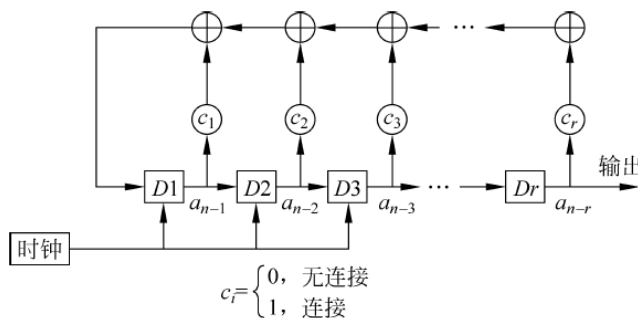 c₁ c₂ c₃ ⋯ cᵣ
输出
D1 D2 D3 ⋯ Dr
aₙ₋₁ aₙ₋₂ aₙ₋₃ aₙ₋ᵣ
时钟
cᵢ={0，无连接
1，连接